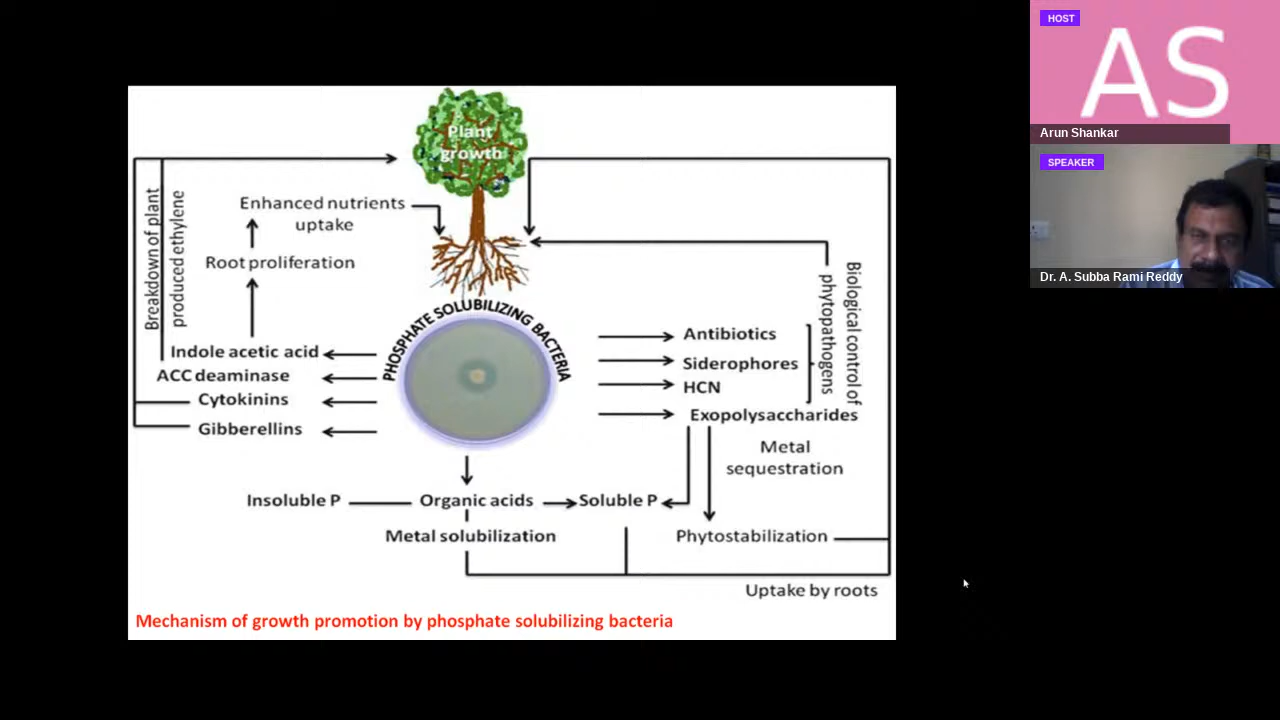 HOST
AS
Arun Shankar
SPEAKER
Dr. A. Subba Rami Reddy
Plant
growth
Enhanced nutrients
uptake
Root proliferation
Breakdown of plant
produced ethylene
Indole acetic acid
ACC deaminase
Cytokinins
Gibberellins
PHOSPHATE SOLUBILIZING BACTERIA
Antibiotics
Siderophores
HCN
Exopolysaccharides
Biological control of
phytopathogens
Metal
sequestration
Insoluble P
Organic acids
Soluble P
Metal solubilization
Phytostabilization
Uptake by roots
Mechanism of growth promotion by phosphate solubilizing bacteria